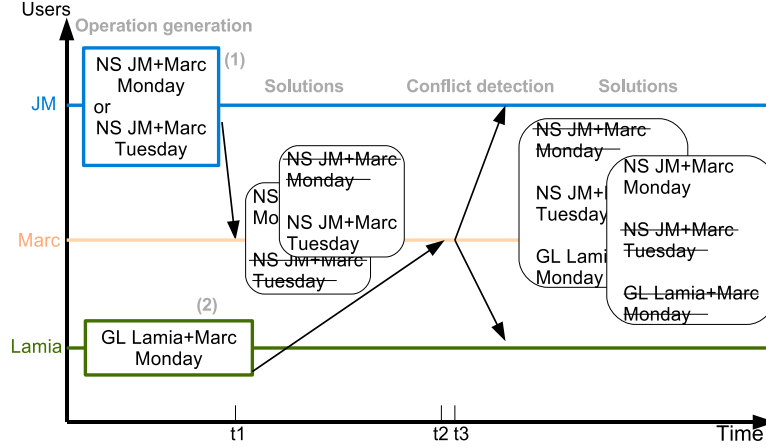 Users
Operation generation
(1)
NS JM+Marc
Monday
or
NS JM+Marc
Tuesday
JM
Solutions
Conflict detection
Solutions
NS
Mo
NS JM+Marc
Tuesday
NS JM+Marc
Monday
NS JM+Marc
Tuesday
NS JM+Marc
Monday
NS JM+
Tuesday
GL Lami
Monday
NS JM+Marc
Monday
NS JM+Marc
Tuesday
GL Lamia+Marc
Monday
Marc
(2)
GL Lamia+Marc
Monday
Lamia
t1
t2
t3
Time